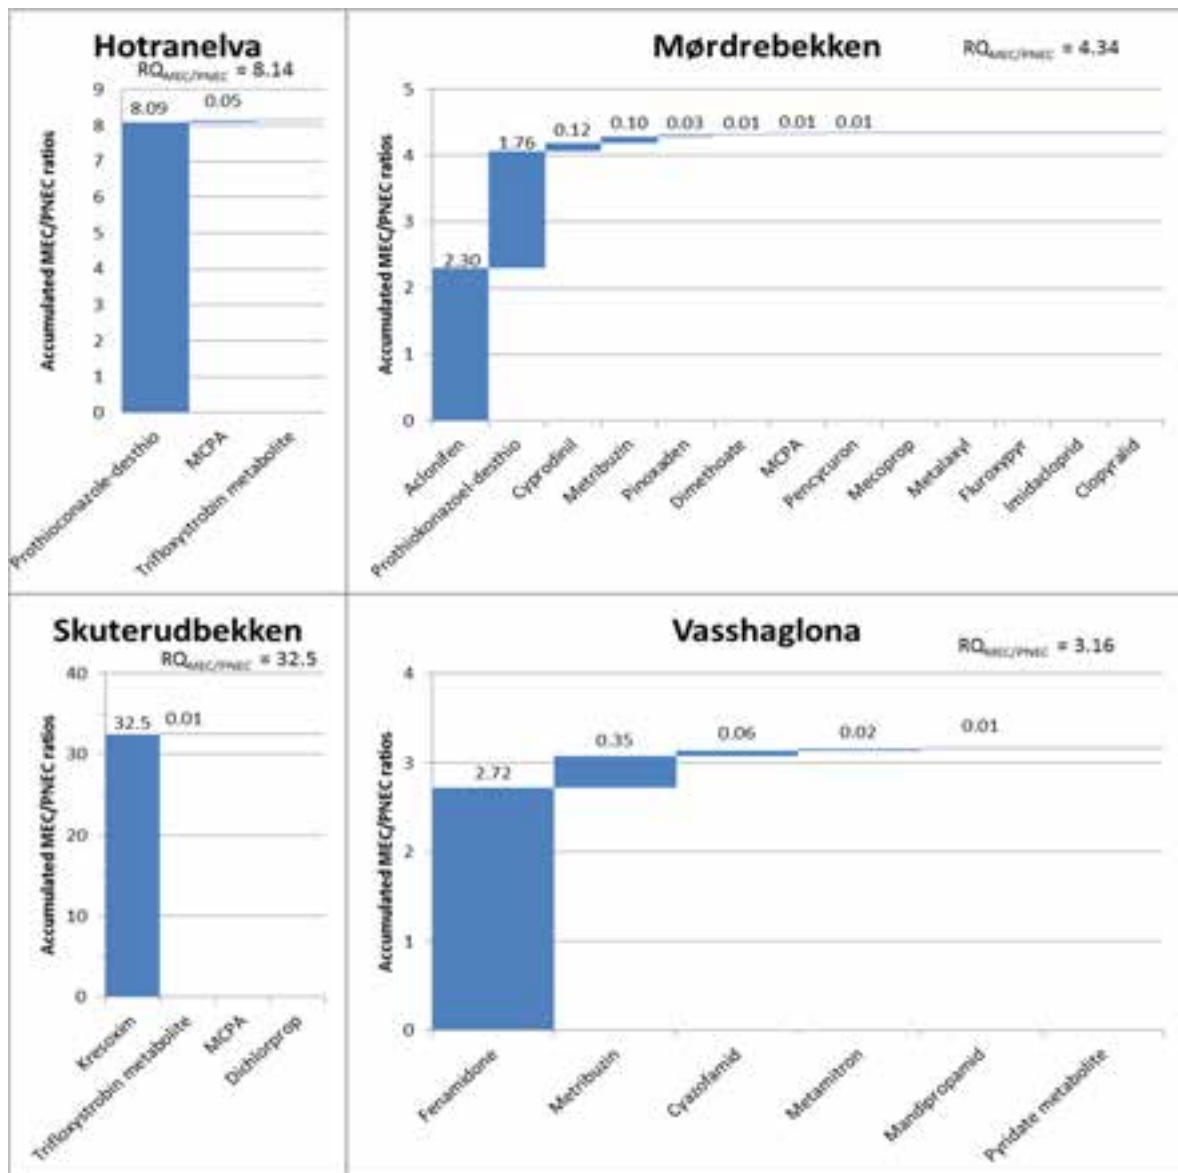 Hotranelva
RQMEC/PNEC = 8.14
Accumulated MEC/PNEC ratios
9
8
7
6
5
4
3
2
1
0
8.09
0.05
Prothioconazole-desthio
MCPA
Trifloxystrobin metabolite
Mørdrebekken
RQMEC/PNEC = 4.34
Accumulated MEC/PNEC ratios
5
4
3
2
1
0
2.30
1.76
0.12
0.10
0.03
0.01
0.01
0.01
Aclonifen
Prothiokonazoel-desthio
Cyprodinil
Metribuzin
Pinoxaden
Dimethoate
MCPA
Pencycuron
Mecoprop
Metalaxyl
Fluroxypyr
Imidacloprid
Clopyralid
Skuterudbekken
RQMEC/PNEC = 32.5
Accumulated MEC/PNEC ratios
40
30
20
10
0
32.5
0.01
Kresoxim
Trifloxystrobin metabolite
MCPA
Dichlorprop
Vasshaglona
RQMEC/PNEC = 3.16
Accumulated MEC/PNEC ratios
4
3
2
1
0
2.72
0.35
0.06
0.02
0.01
Fenamidone
Metribuzin
Cyazofamid
Metamitron
Mandipropamid
Pyridate metabolite